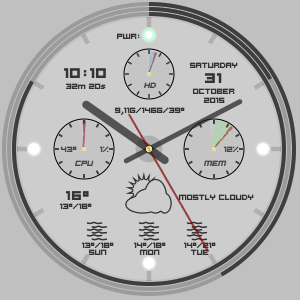 PWR:
10:10
32m 20s
SATURDAY
31
OCTOBER
2015
HD
9,11G/146G/39°
43° 1%
CPU
12%
MEM
16°
13°/18°
MOSTLY CLOUDY
13°/18° 14°/18° 14°/21°
SUN MON TUE